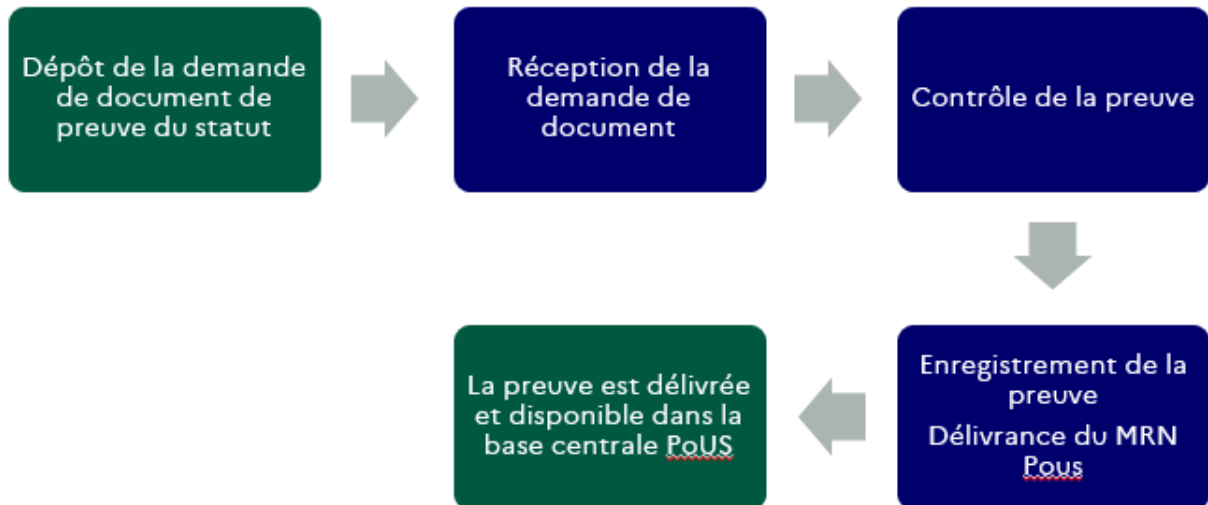 Dépôt de la demande
de document de
preuve du statut
Réception de la
demande de
document
Contrôle de la preuve
Enregistrement de la
preuve
Délivrance du MRN
Pous
La preuve est délivrée
et disponible dans la
base centrale PoUS